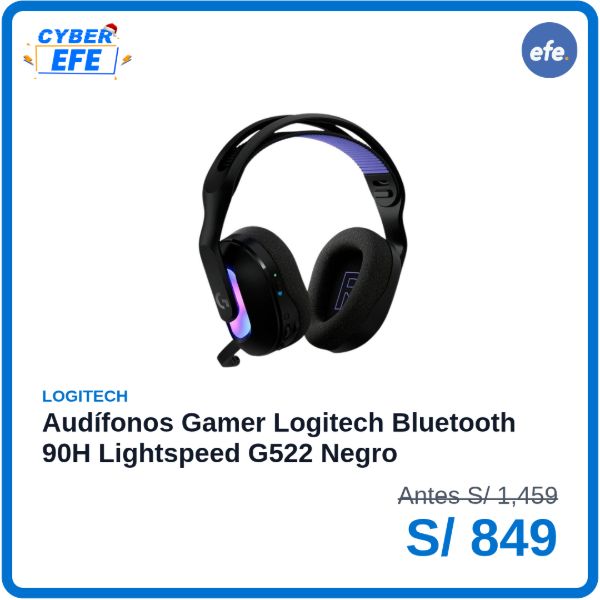 CYBER
EFE
efe.
LOGITECH
Audífonos Gamer Logitech Bluetooth
90H Lightspeed G522 Negro
Antes S/ 1,459
S/ 849